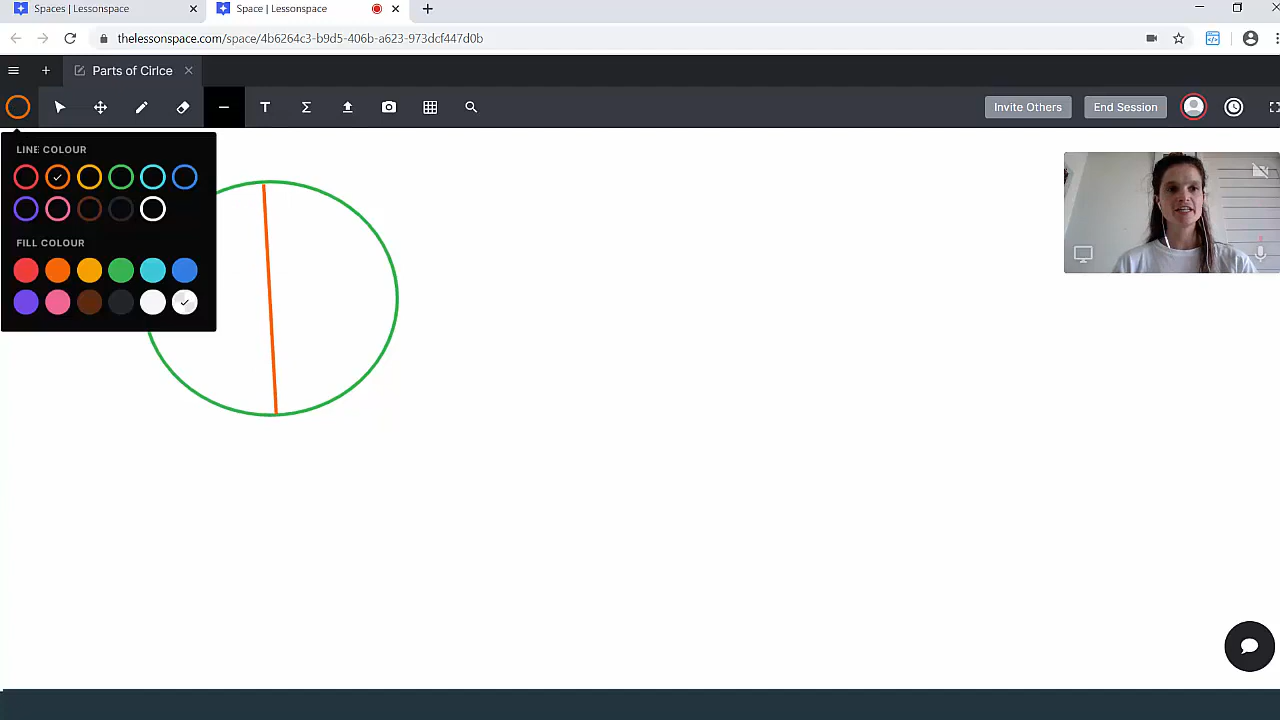 Spaces | Lessonspace
Space | Lessonspace
thelessonspace.com/space/4b6264c3-b9d5-406b-a623-973dcf447d0b
Parts of Cirlce
T
Σ
Invite Others
End Session
LINE COLOUR
FILL COLOUR